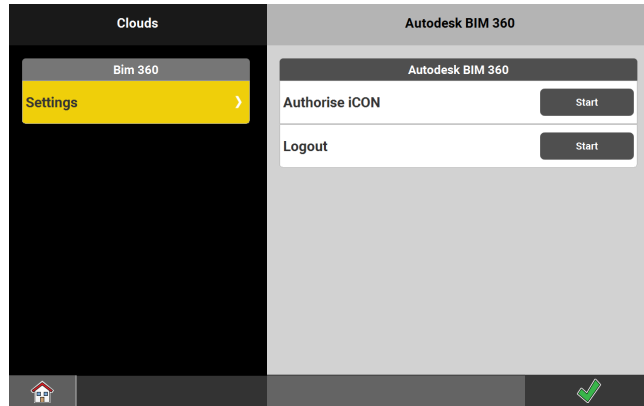 Clouds
Autodesk BIM 360
Bim 360
Settings
Autodesk BIM 360
Authorise iCON
Start
Logout
Start